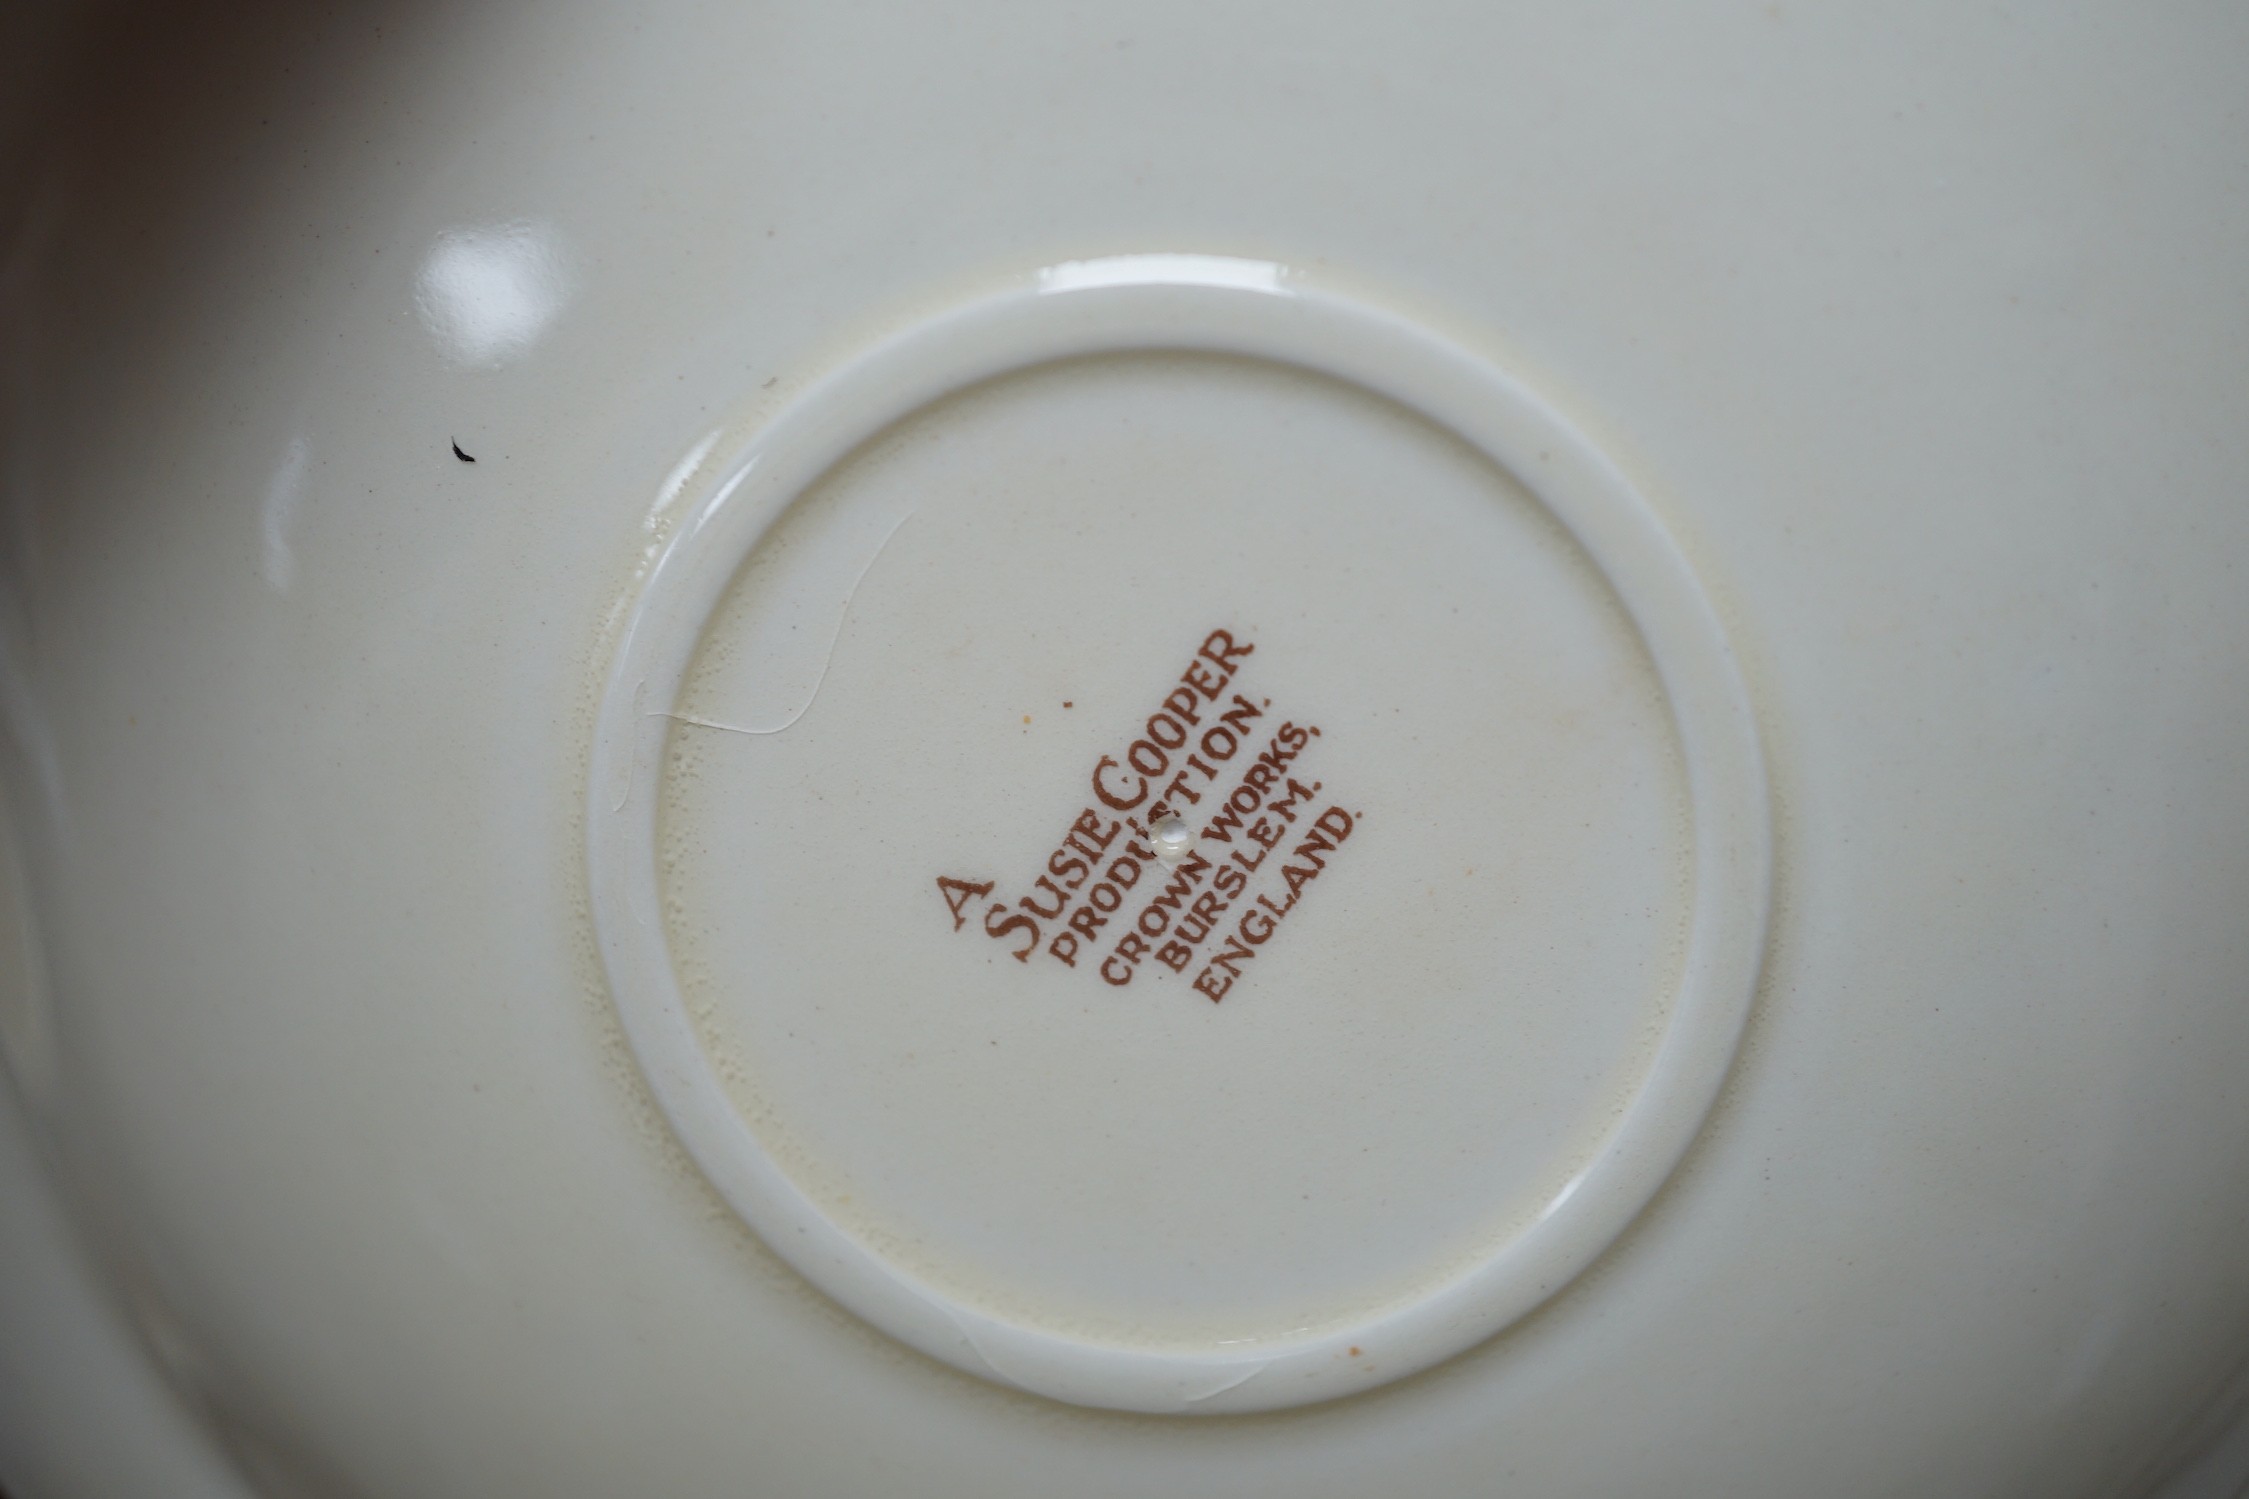 A
SUSIE COOPER
PRODUCTION.
CROWN WORKS,
BURSLEM.
ENGLAND.